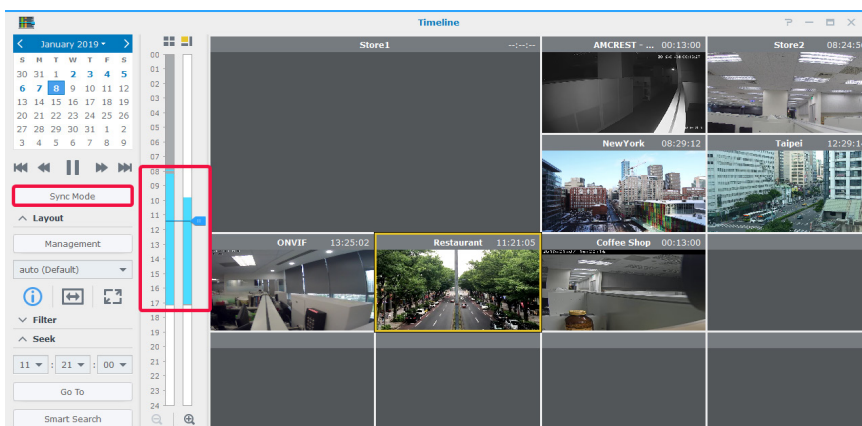 Timeline
January 2019
S M T W T F S
30 31 1 2 3 4 5
6 7 8 9 10 11 12
13 14 15 16 17 18 19
20 21 22 23 24 25 26
27 28 29 30 31 1 2
3 4 5 6 7 8 9
Sync Mode
Layout
Management
auto (Default)
Filter
Seek
11 : 21 : 00
Go To
Smart Search
00
01
02
03
04
05
06
07
08
09
10
11
12
13
14
15
16
17
18
19
20
21
22
23
24
Store1 --:--:--
AMCREST - ... 00:13:00
Store2 08:24:5
NewYork 08:29:12
Taipei 12:29:1
ONVIF 13:25:02
Restaurant 11:21:05
Coffee Shop 00:13:00